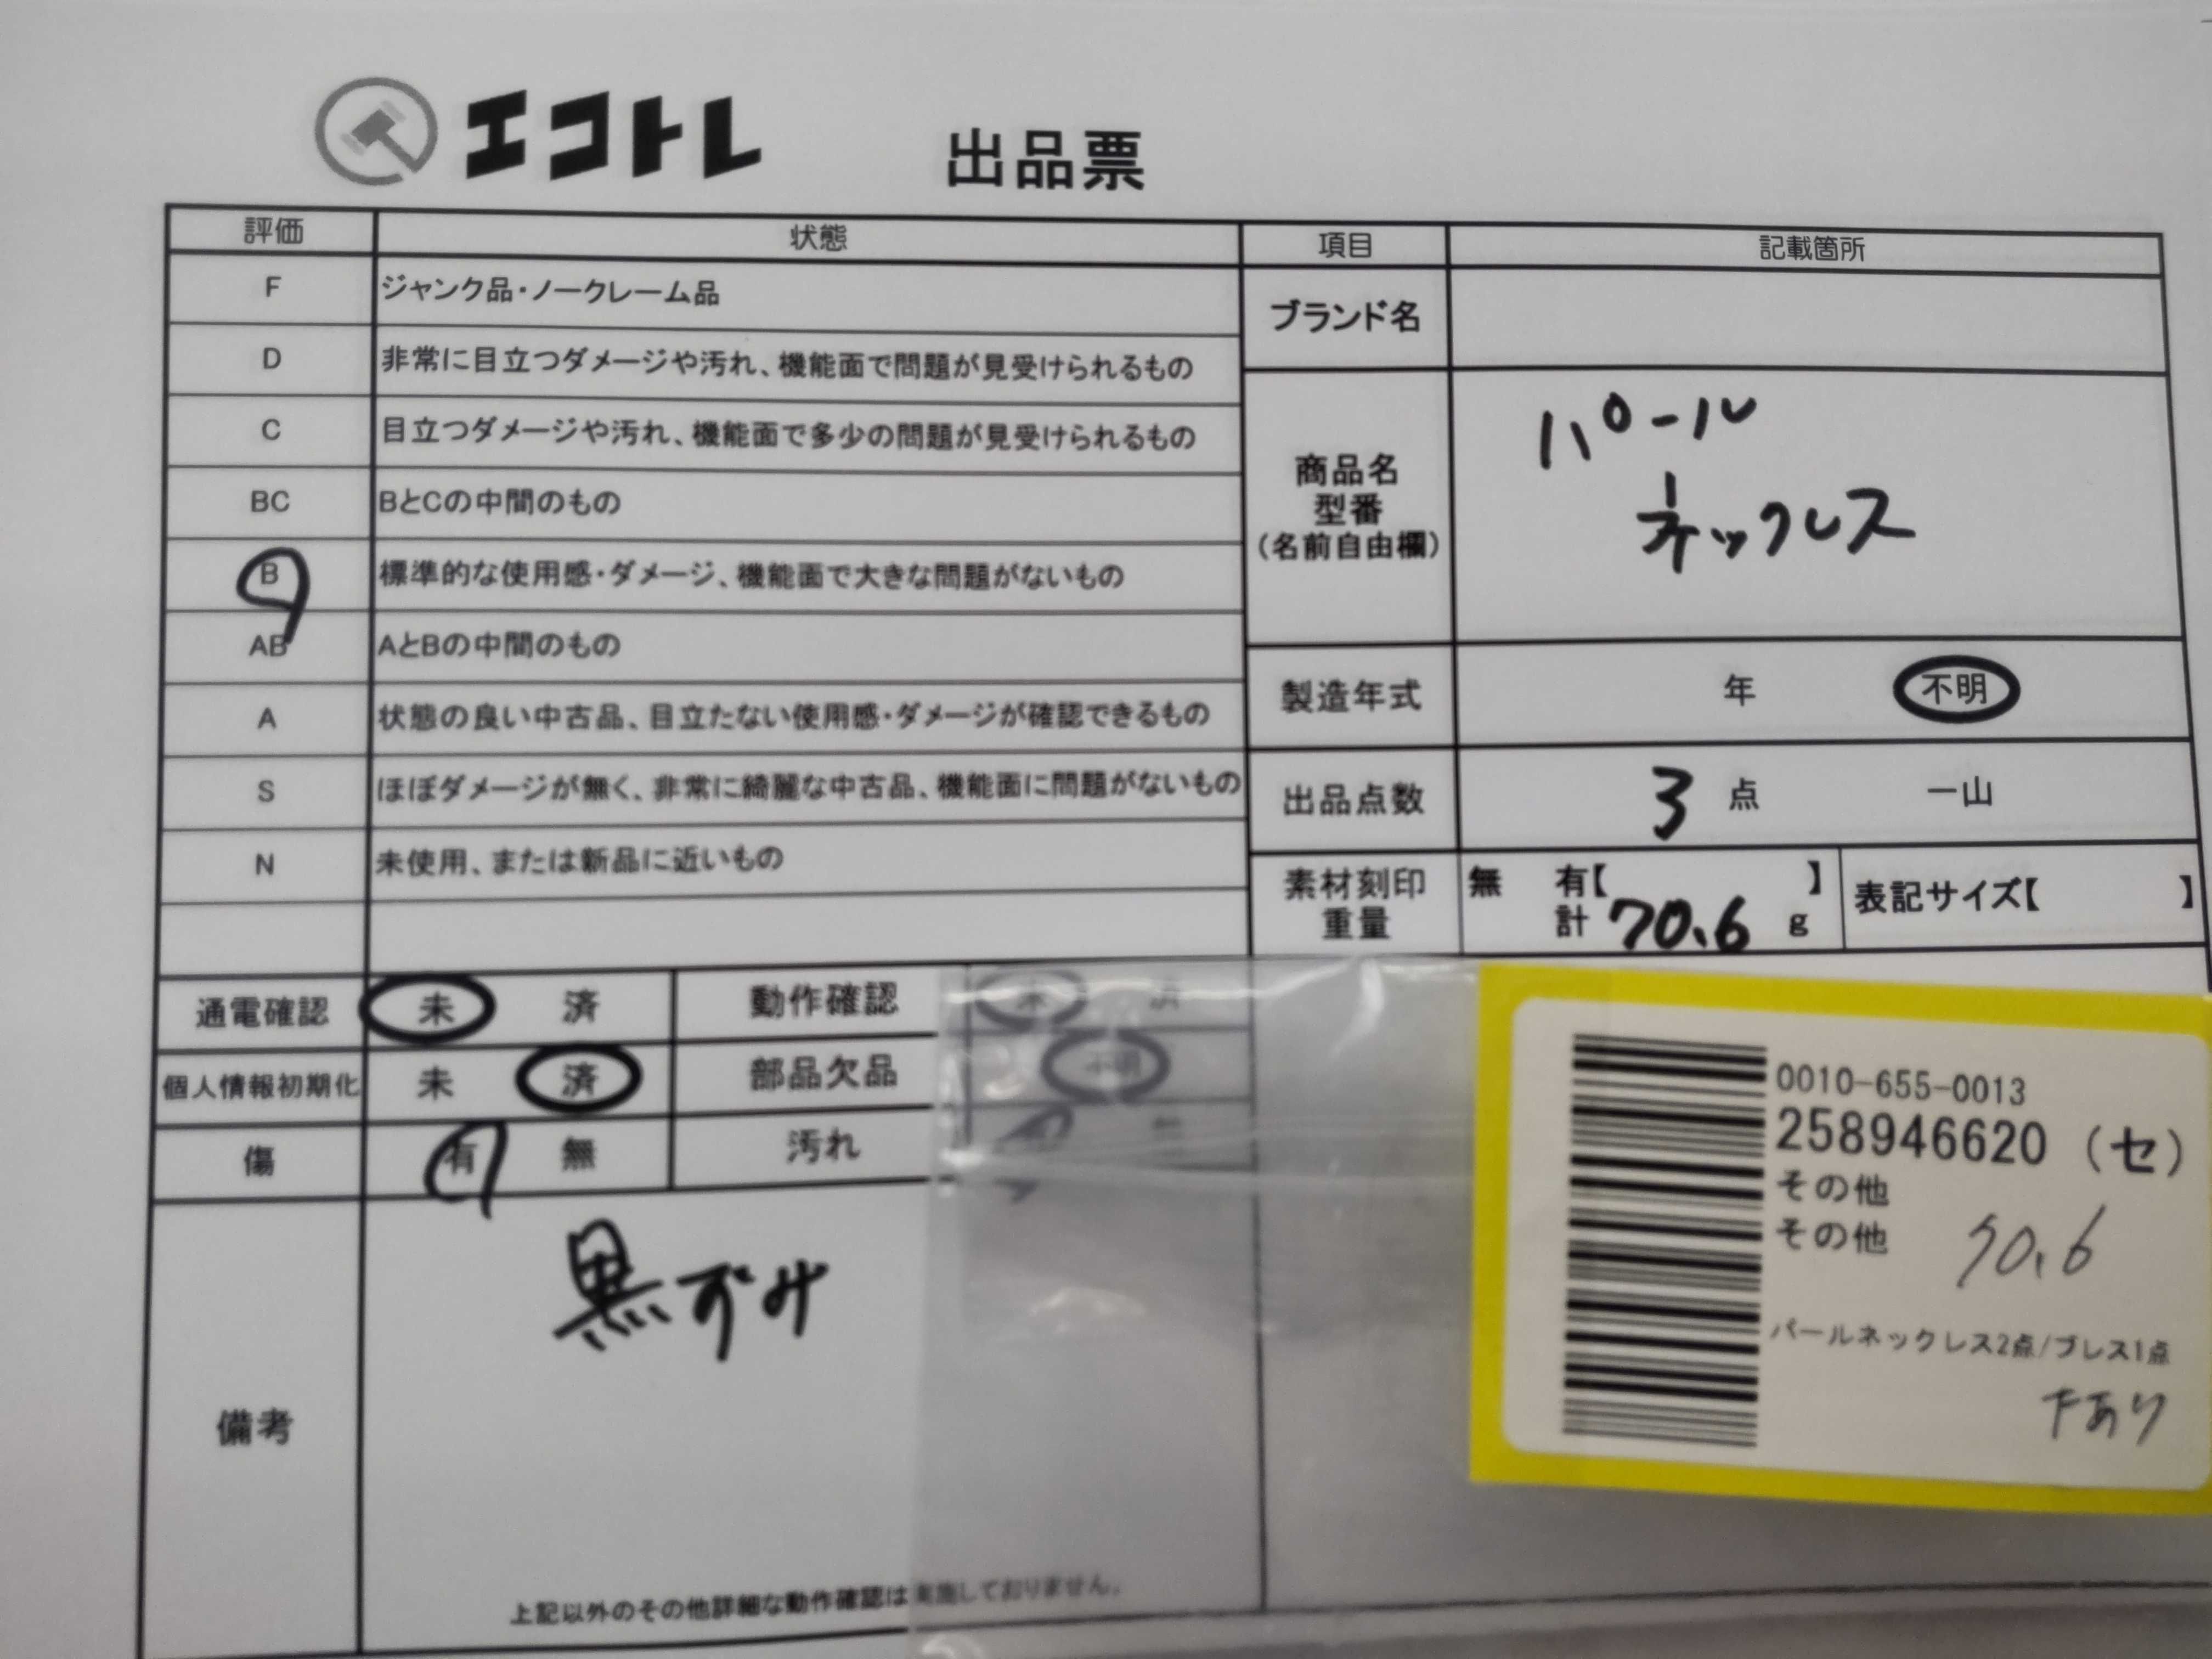 エコトレ 出品票
評価 状態 項目 記載箇所
F ジャンク品・ノークレーム品
D 非常に目立つダメージや汚れ、機能面で問題が見受けられるもの
C 目立つダメージや汚れ、機能面で多少の問題が見受けられるもの
BC BとCの中間のもの
B 標準的な使用感・ダメージ、機能面で大きな問題がないもの
AB AとBの中間のもの
A 状態の良い中古品、目立たない使用感・ダメージが確認できるもの
S ほぼダメージが無く、非常に綺麗な中古品、機能面に問題がないもの
N 未使用、または新品に近いもの
ブランド名
商品名
型番
(名前自由欄)
パール
ネックレス
製造年式 年 不明
出品点数 3 点 一山
素材刻印
重量
無 有【 】
計 70.6 g
表記サイズ【 】
通電確認 未 済 動作確認 未 済
個人情報初期化 未 済 部品欠品 不明
傷 有 無 汚れ 有 無
備考
黒ずみ
上記以外のその他詳細な動作確認は実施しておりません。
0010-655-0013
258946620 (セ)
その他
その他 70.6
パールネックレス2点/ブレス1点